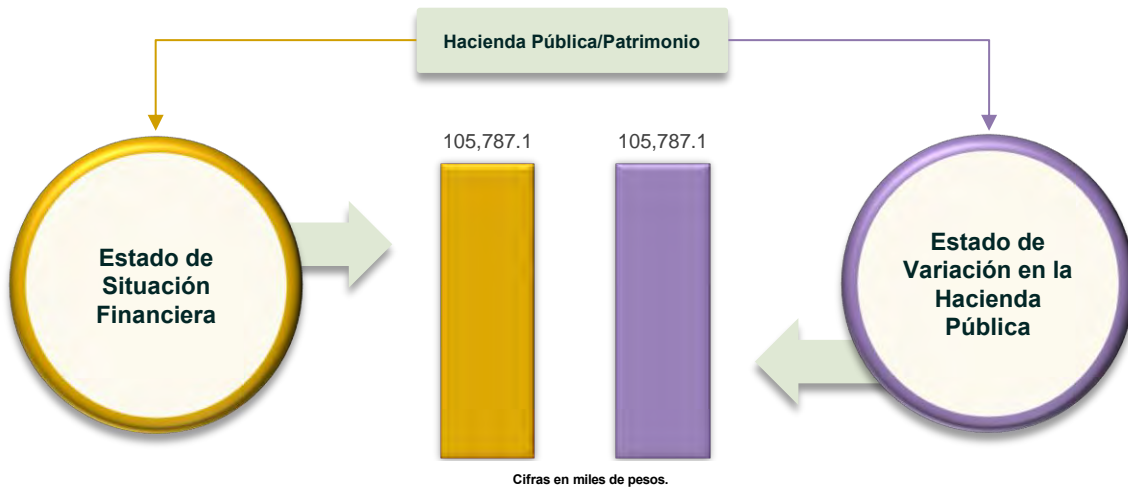 Hacienda Pública/Patrimonio
105,787.1
105,787.1
Estado de
Situación
Financiera
Estado de
Variación en la
Hacienda
Pública
Cifras en miles de pesos.